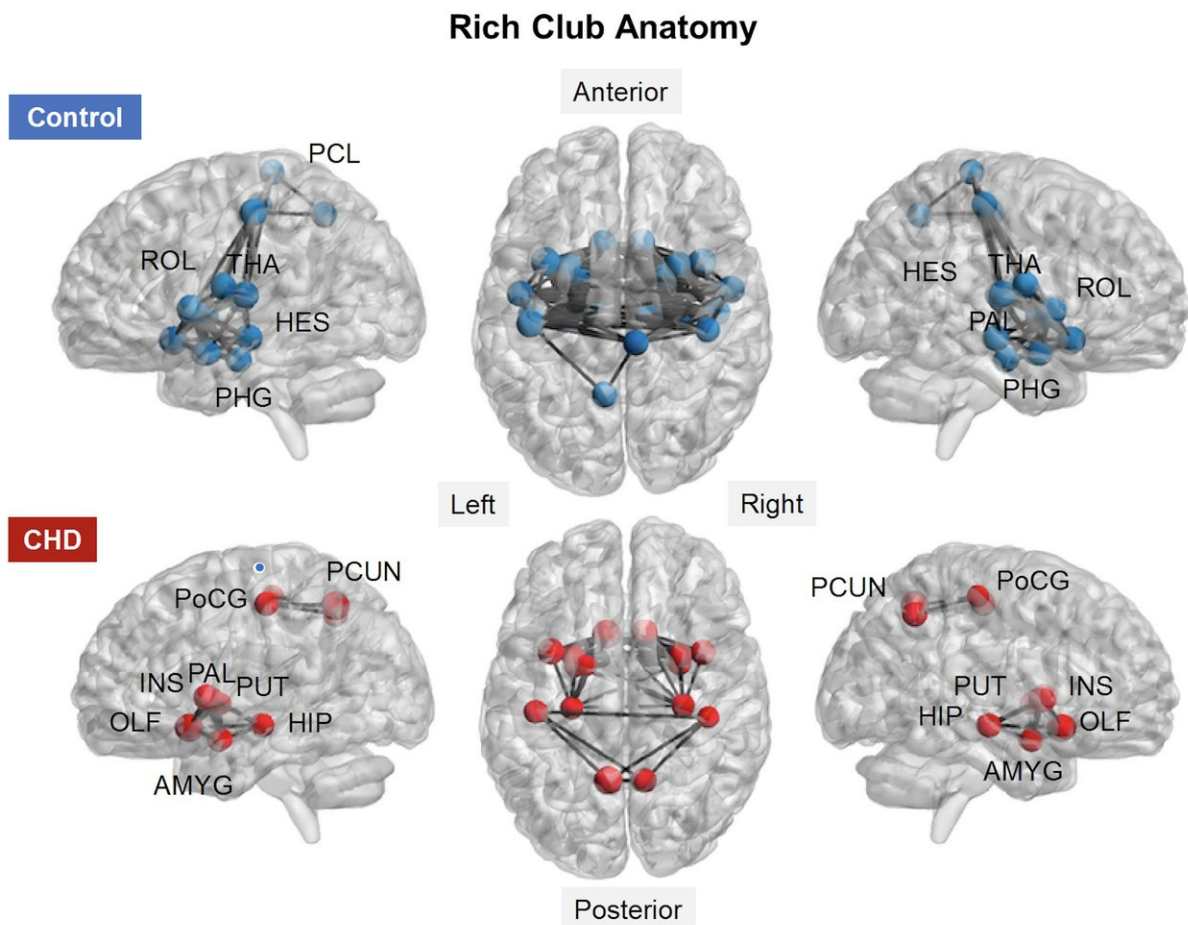 Rich Club Anatomy
Anterior
Control
PCL
ROL
THA
HES
PHG
HES
THA
ROL
PAL
PHG
Left
Right
CHD
PCUN
PoCG
INS
PAL
PUT
OLF
HIP
AMYG
PCUN
PoCG
PUT
INS
HIP
OLF
AMYG
Posterior